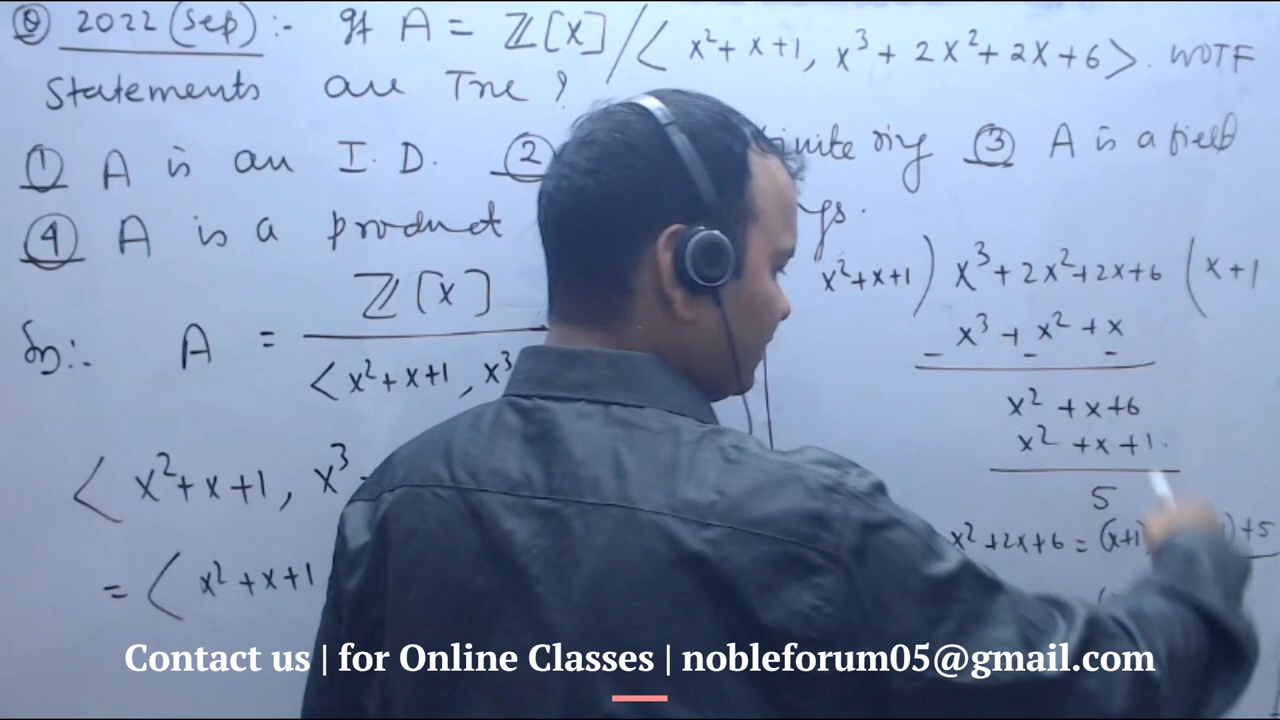 Q 2022 (Sep) :- If A = ℤ[x] / < x²+x+1, x³+2x²+2x+6 >. WOTF
Statements are True ?
① A is an I.D. ② inite ring ③ A is a field
④ A is a product gs.
Sol:- A = ℤ[x]
< x²+x+1, x³
< x²+x+1, x³
= < x²+x+1
x²+x+1 ) x³+2x²+2x+6 ( x+1
x³ + x² + x
- - -
x² + x + 6
x² + x + 1
5
x²+2x+6 = (x+1) ) +5
Contact us | for Online Classes | nobleforum05@gmail.com